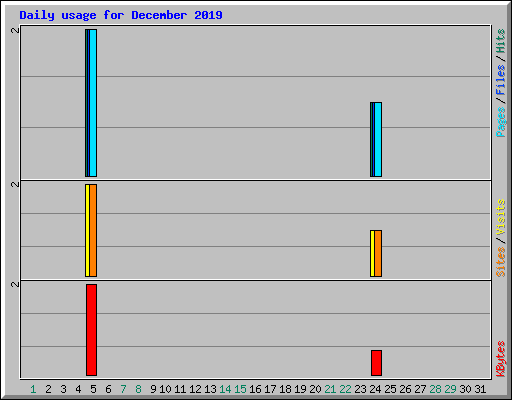 Daily usage for December 2019
2
2
2
Pages/Files/Hits
Sites/Visits
KBytes
1 2 3 4 5 6 7 8 9 10 11 12 13 14 15 16 17 18 19 20 21 22 23 24 25 26 27 28 29 30 31